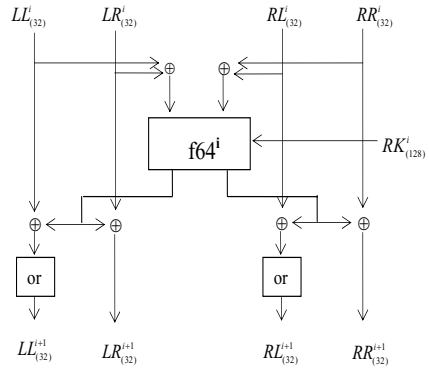 LL^i_(32) LR^i_(32) RL^i_(32) RR^i_(32)
⊕ ⊕
f64^i
RK^i_(128)
⊕ ⊕ ⊕ ⊕
or or
LL^{i+1}_(32) LR^{i+1}_(32) RL^{i+1}_(32) RR^{i+1}_(32)